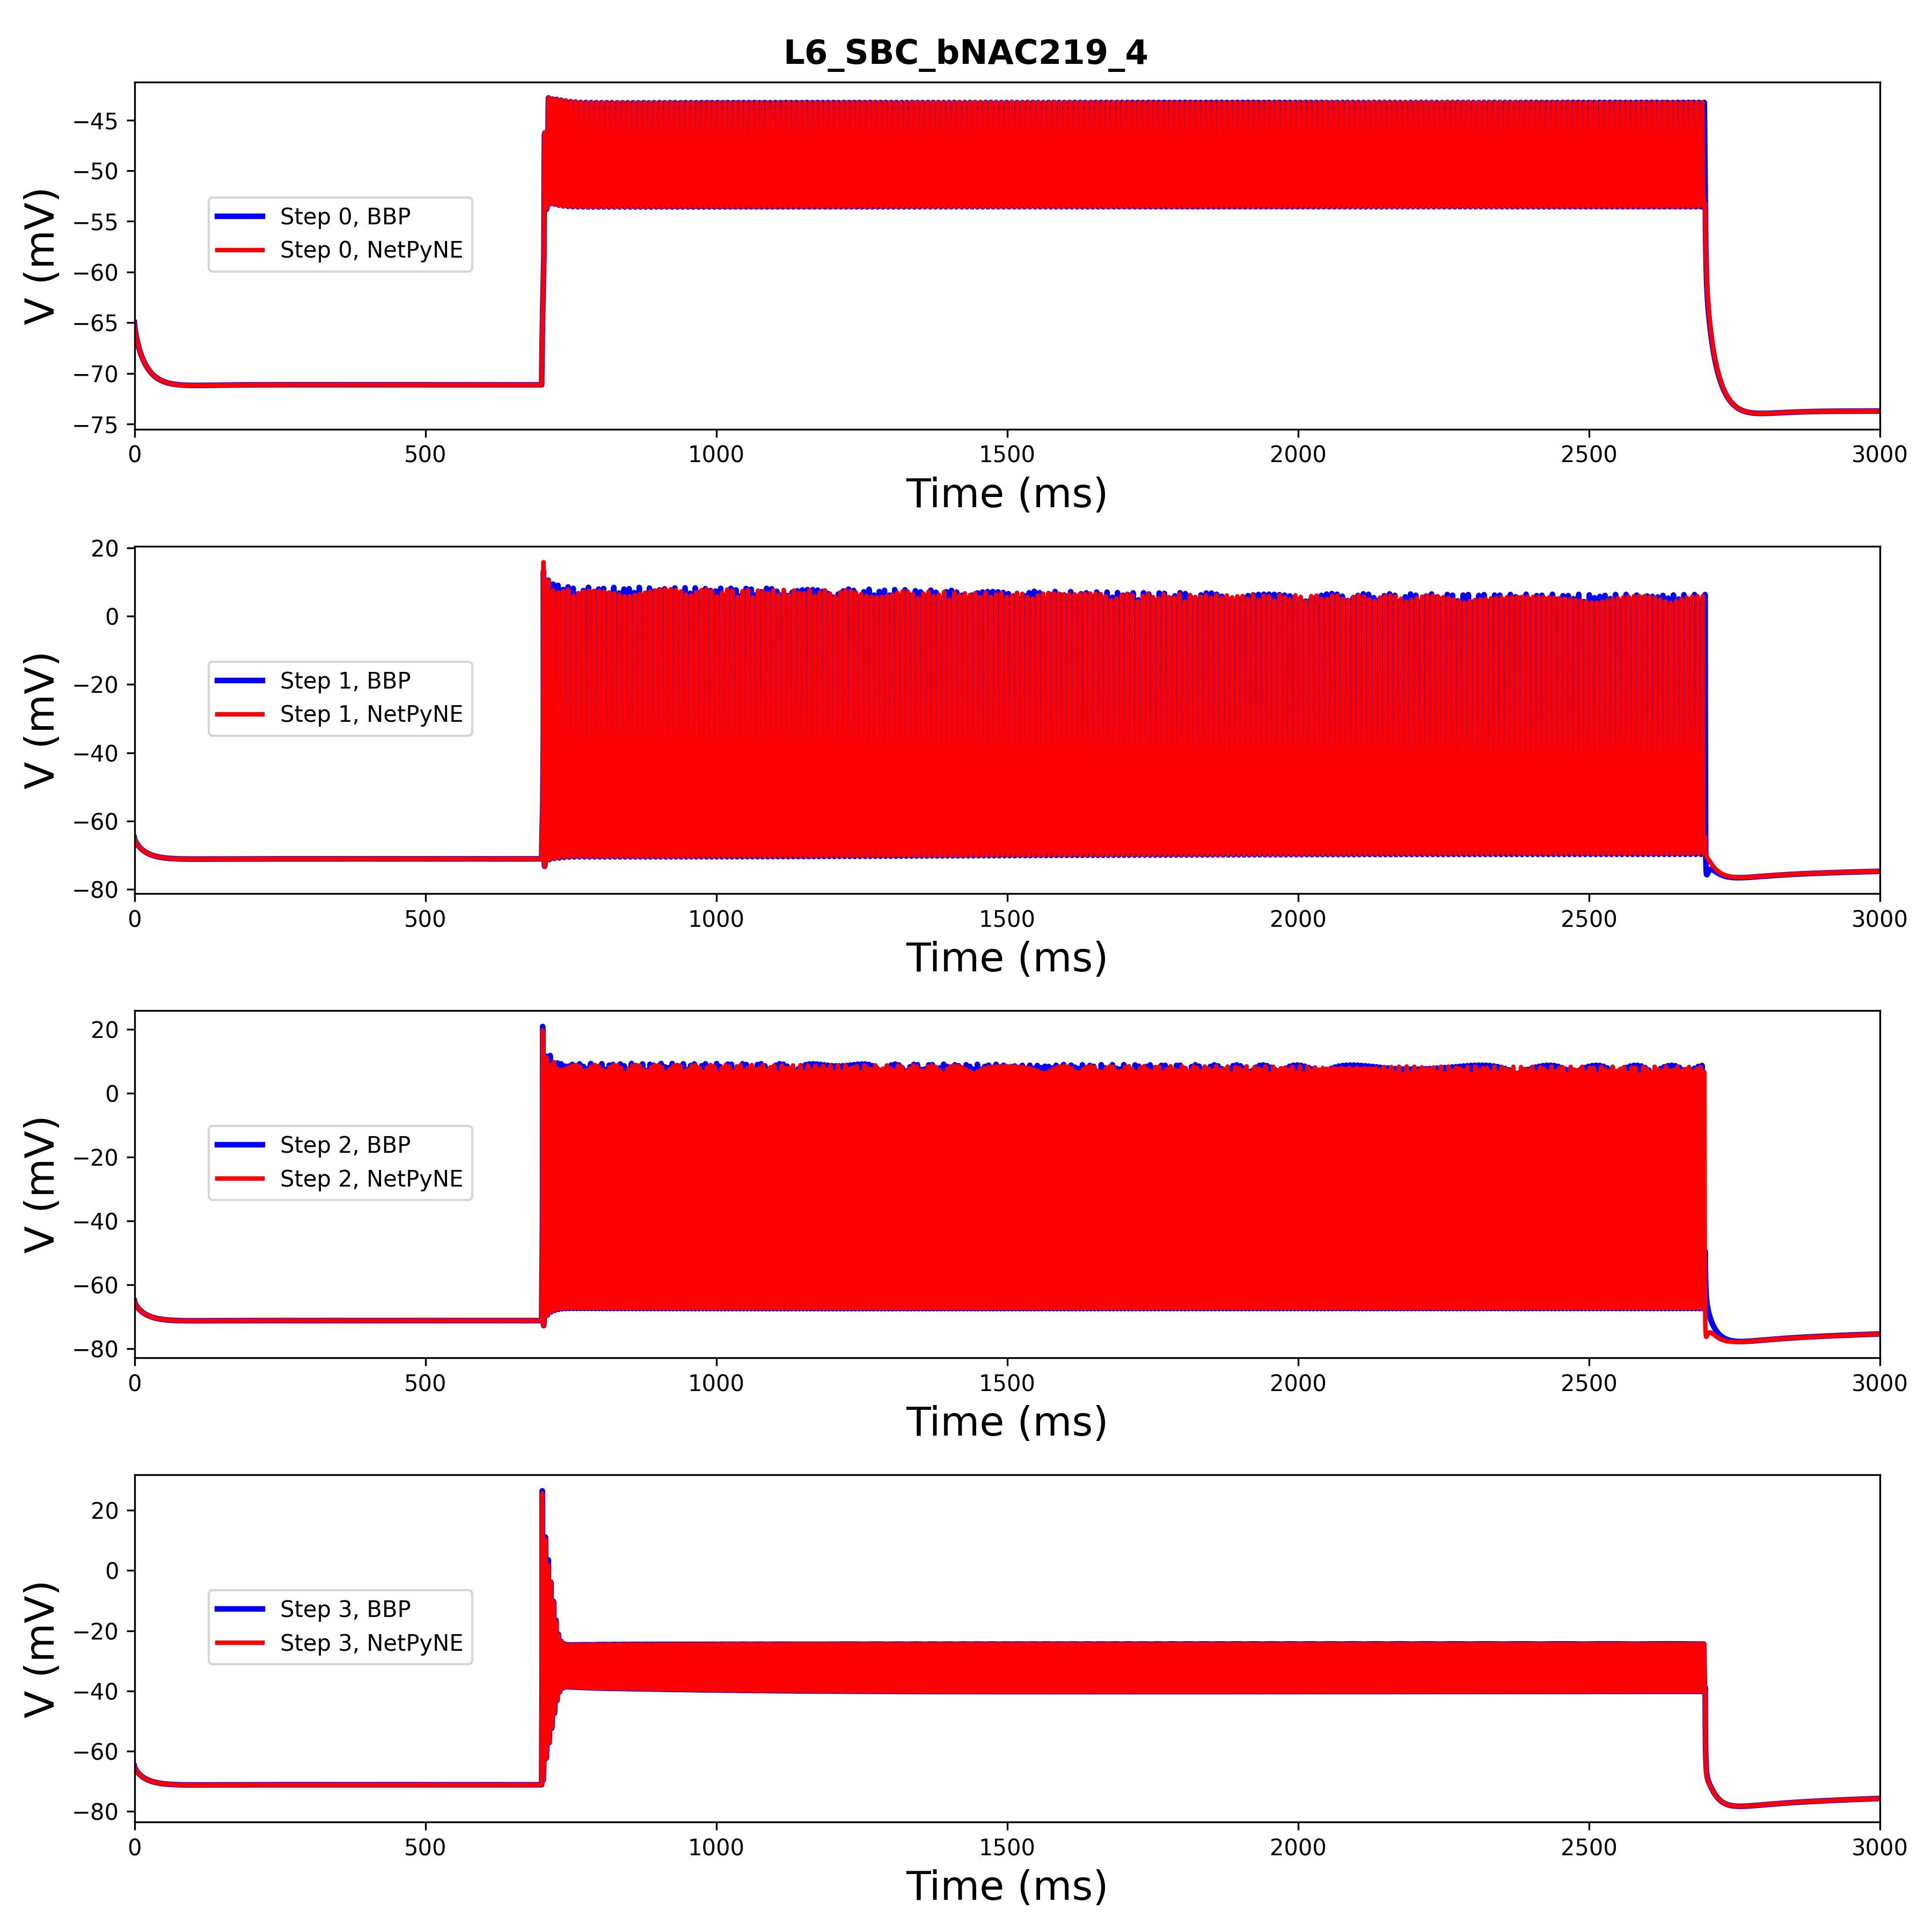 L6_SBC_bNAC219_4
V (mV)
−45
−50
−55
−60
−65
−70
−75
Step 0, BBP
Step 0, NetPyNE
0 500 1000 1500 2000 2500 3000
Time (ms)
V (mV)
20
0
−20
−40
−60
−80
Step 1, BBP
Step 1, NetPyNE
0 500 1000 1500 2000 2500 3000
Time (ms)
V (mV)
20
0
−20
−40
−60
−80
Step 2, BBP
Step 2, NetPyNE
0 500 1000 1500 2000 2500 3000
Time (ms)
V (mV)
20
0
−20
−40
−60
−80
Step 3, BBP
Step 3, NetPyNE
0 500 1000 1500 2000 2500 3000
Time (ms)